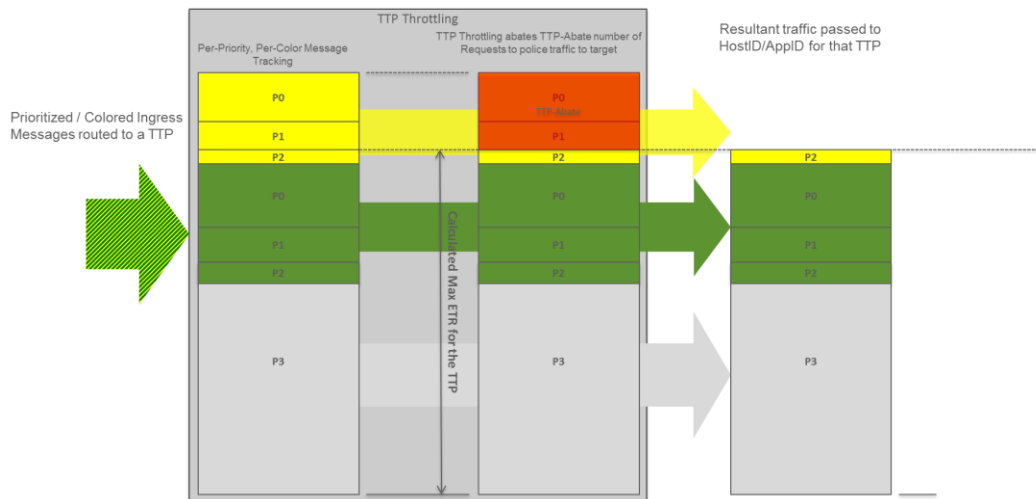 TTP Throttling
Per-Priority, Per-Color Message
Tracking
TTP Throttling abates TTP-Abate number of
Requests to police traffic to target
Resultant traffic passed to
HostID/AppID for that TTP
Prioritized / Colored Ingress
Messages routed to a TTP
P0
P1
P2
P0
P1
P2
P3
Calculated Max ETR for the TTP
P0
TTP-Abate
P1
P2
P0
P1
P2
P3
P2
P0
P1
P2
P3